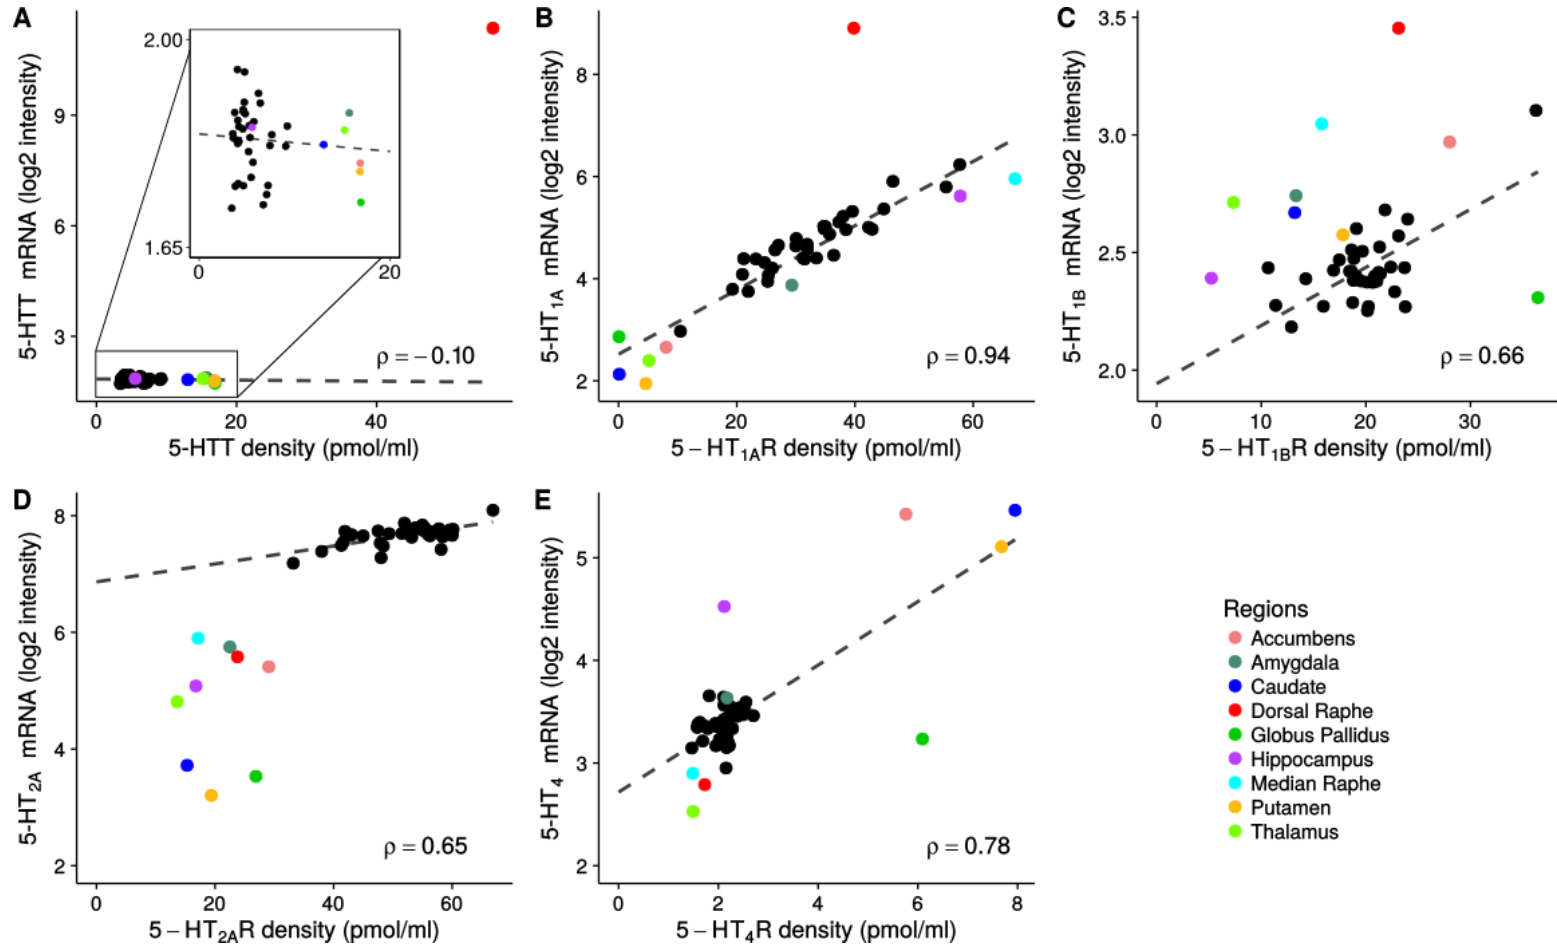 A
5-HTT mRNA (log2 intensity)
9
6
3
2.00
1.65
0
20
ρ = − 0.10
0
20
40
5-HTT density (pmol/ml)
B
5-HT1A mRNA (log2 intensity)
8
6
4
2
ρ = 0.94
0
20
40
60
5 – HT1AR density (pmol/ml)
C
5-HT1B mRNA (log2 intensity)
3.5
3.0
2.5
2.0
ρ = 0.66
0
10
20
30
5 – HT1BR density (pmol/ml)
D
5-HT2A mRNA (log2 intensity)
8
6
4
2
ρ = 0.65
0
20
40
60
5 – HT2AR density (pmol/ml)
E
5-HT4 mRNA (log2 intensity)
5
4
3
2
ρ = 0.78
0
2
4
6
8
5 – HT4R density (pmol/ml)
Regions
Accumbens
Amygdala
Caudate
Dorsal Raphe
Globus Pallidus
Hippocampus
Median Raphe
Putamen
Thalamus